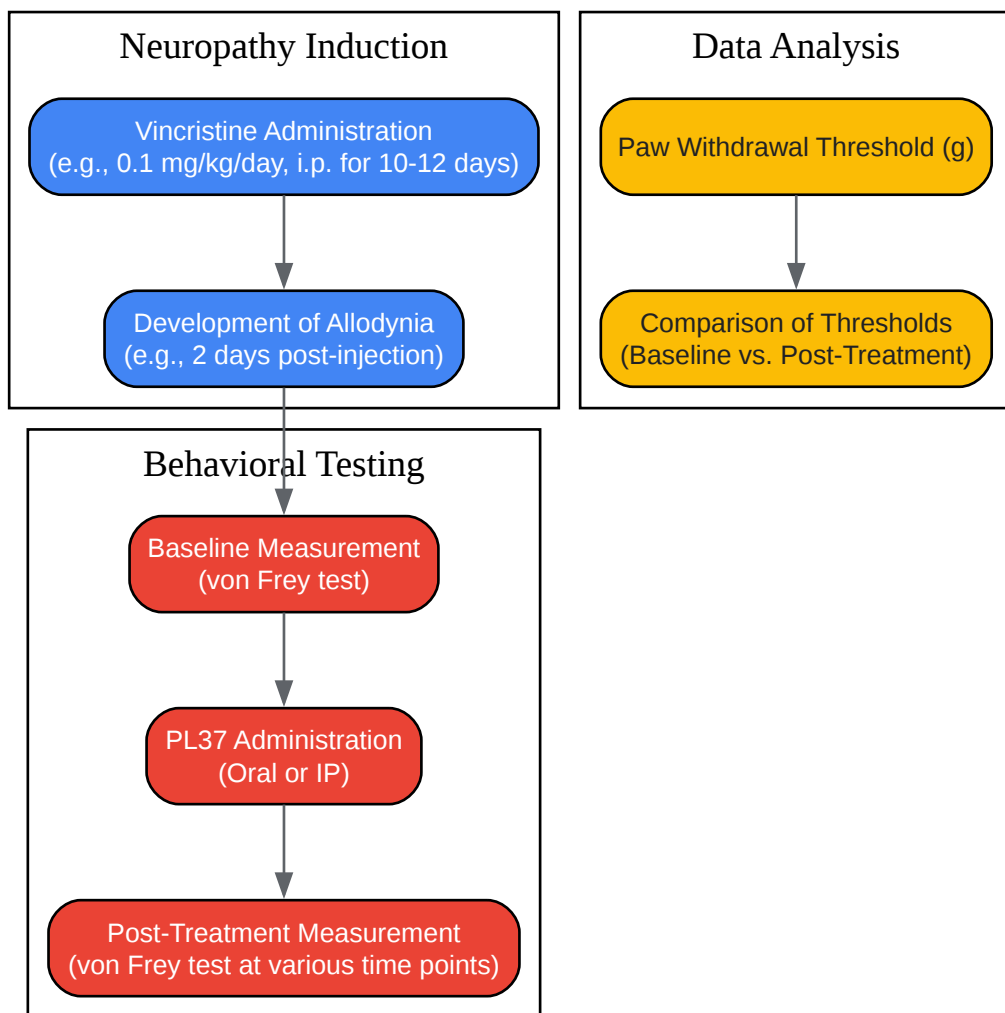 Neuropathy Induction
Vincristine Administration
(e.g., 0.1 mg/kg/day, i.p. for 10-12 days)
Development of Allodynia
(e.g., 2 days post-injection)
Data Analysis
Paw Withdrawal Threshold (g)
Comparison of Thresholds
(Baseline vs. Post-Treatment)
Behavioral Testing
Baseline Measurement
(von Frey test)
PL37 Administration
(Oral or IP)
Post-Treatment Measurement
(von Frey test at various time points)